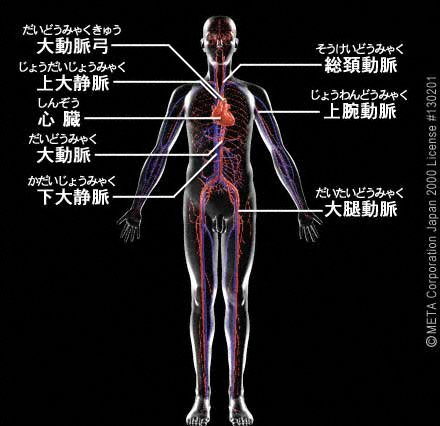 だいどうみゃくきゅう
大動脈弓
じょうだいじょうみゃく
上大静脈
しんぞう
心臓
だいどうみゃく
大動脈
かだいじょうみゃく
下大静脈
そうけいどうみゃく
総頚動脈
じょうわんどうみゃく
上腕動脈
だいたいどうみゃく
大腿動脈
©META Corporation Japan 2000 License #130201